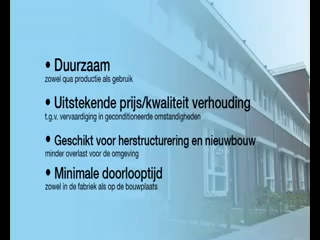 • Duurzaam
zowel qua productie als gebruik
• Uitstekende prijs/kwaliteit verhouding
t.g.v. vervaardiging in geconditioneerde omstandigheden
• Geschikt voor herstructurering en nieuwbouw
minder overlast voor de omgeving
• Minimale doorlooptijd
zowel in de fabriek als op de bouwplaats